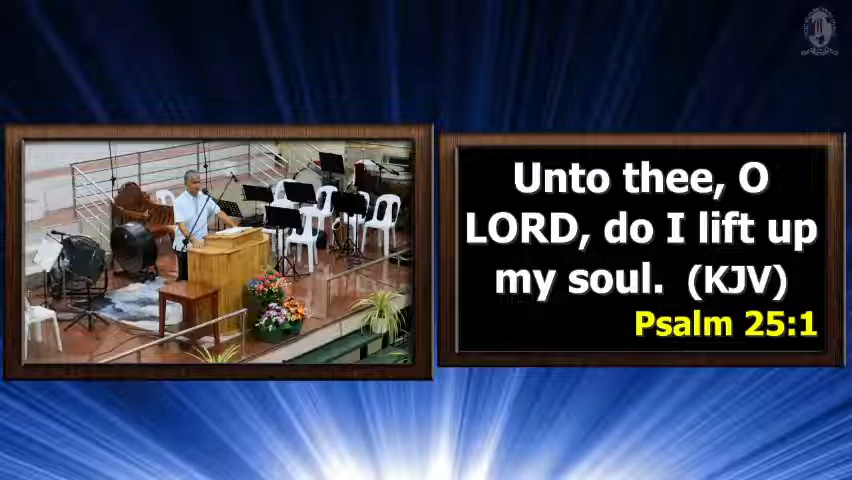 Unto thee, O
LORD, do I lift up
my soul. (KJV)
Psalm 25:1